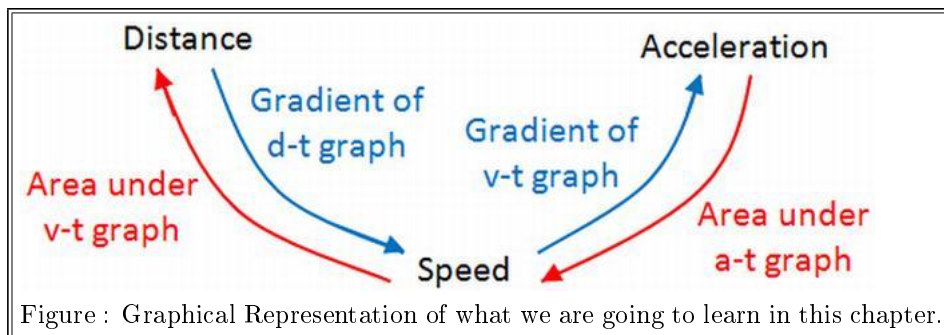 Distance
Acceleration
Gradient of
d-t graph
Gradient of
v-t graph
Area under
v-t graph
Area under
a-t graph
Speed
Figure : Graphical Representation of what we are going to learn in this chapter.